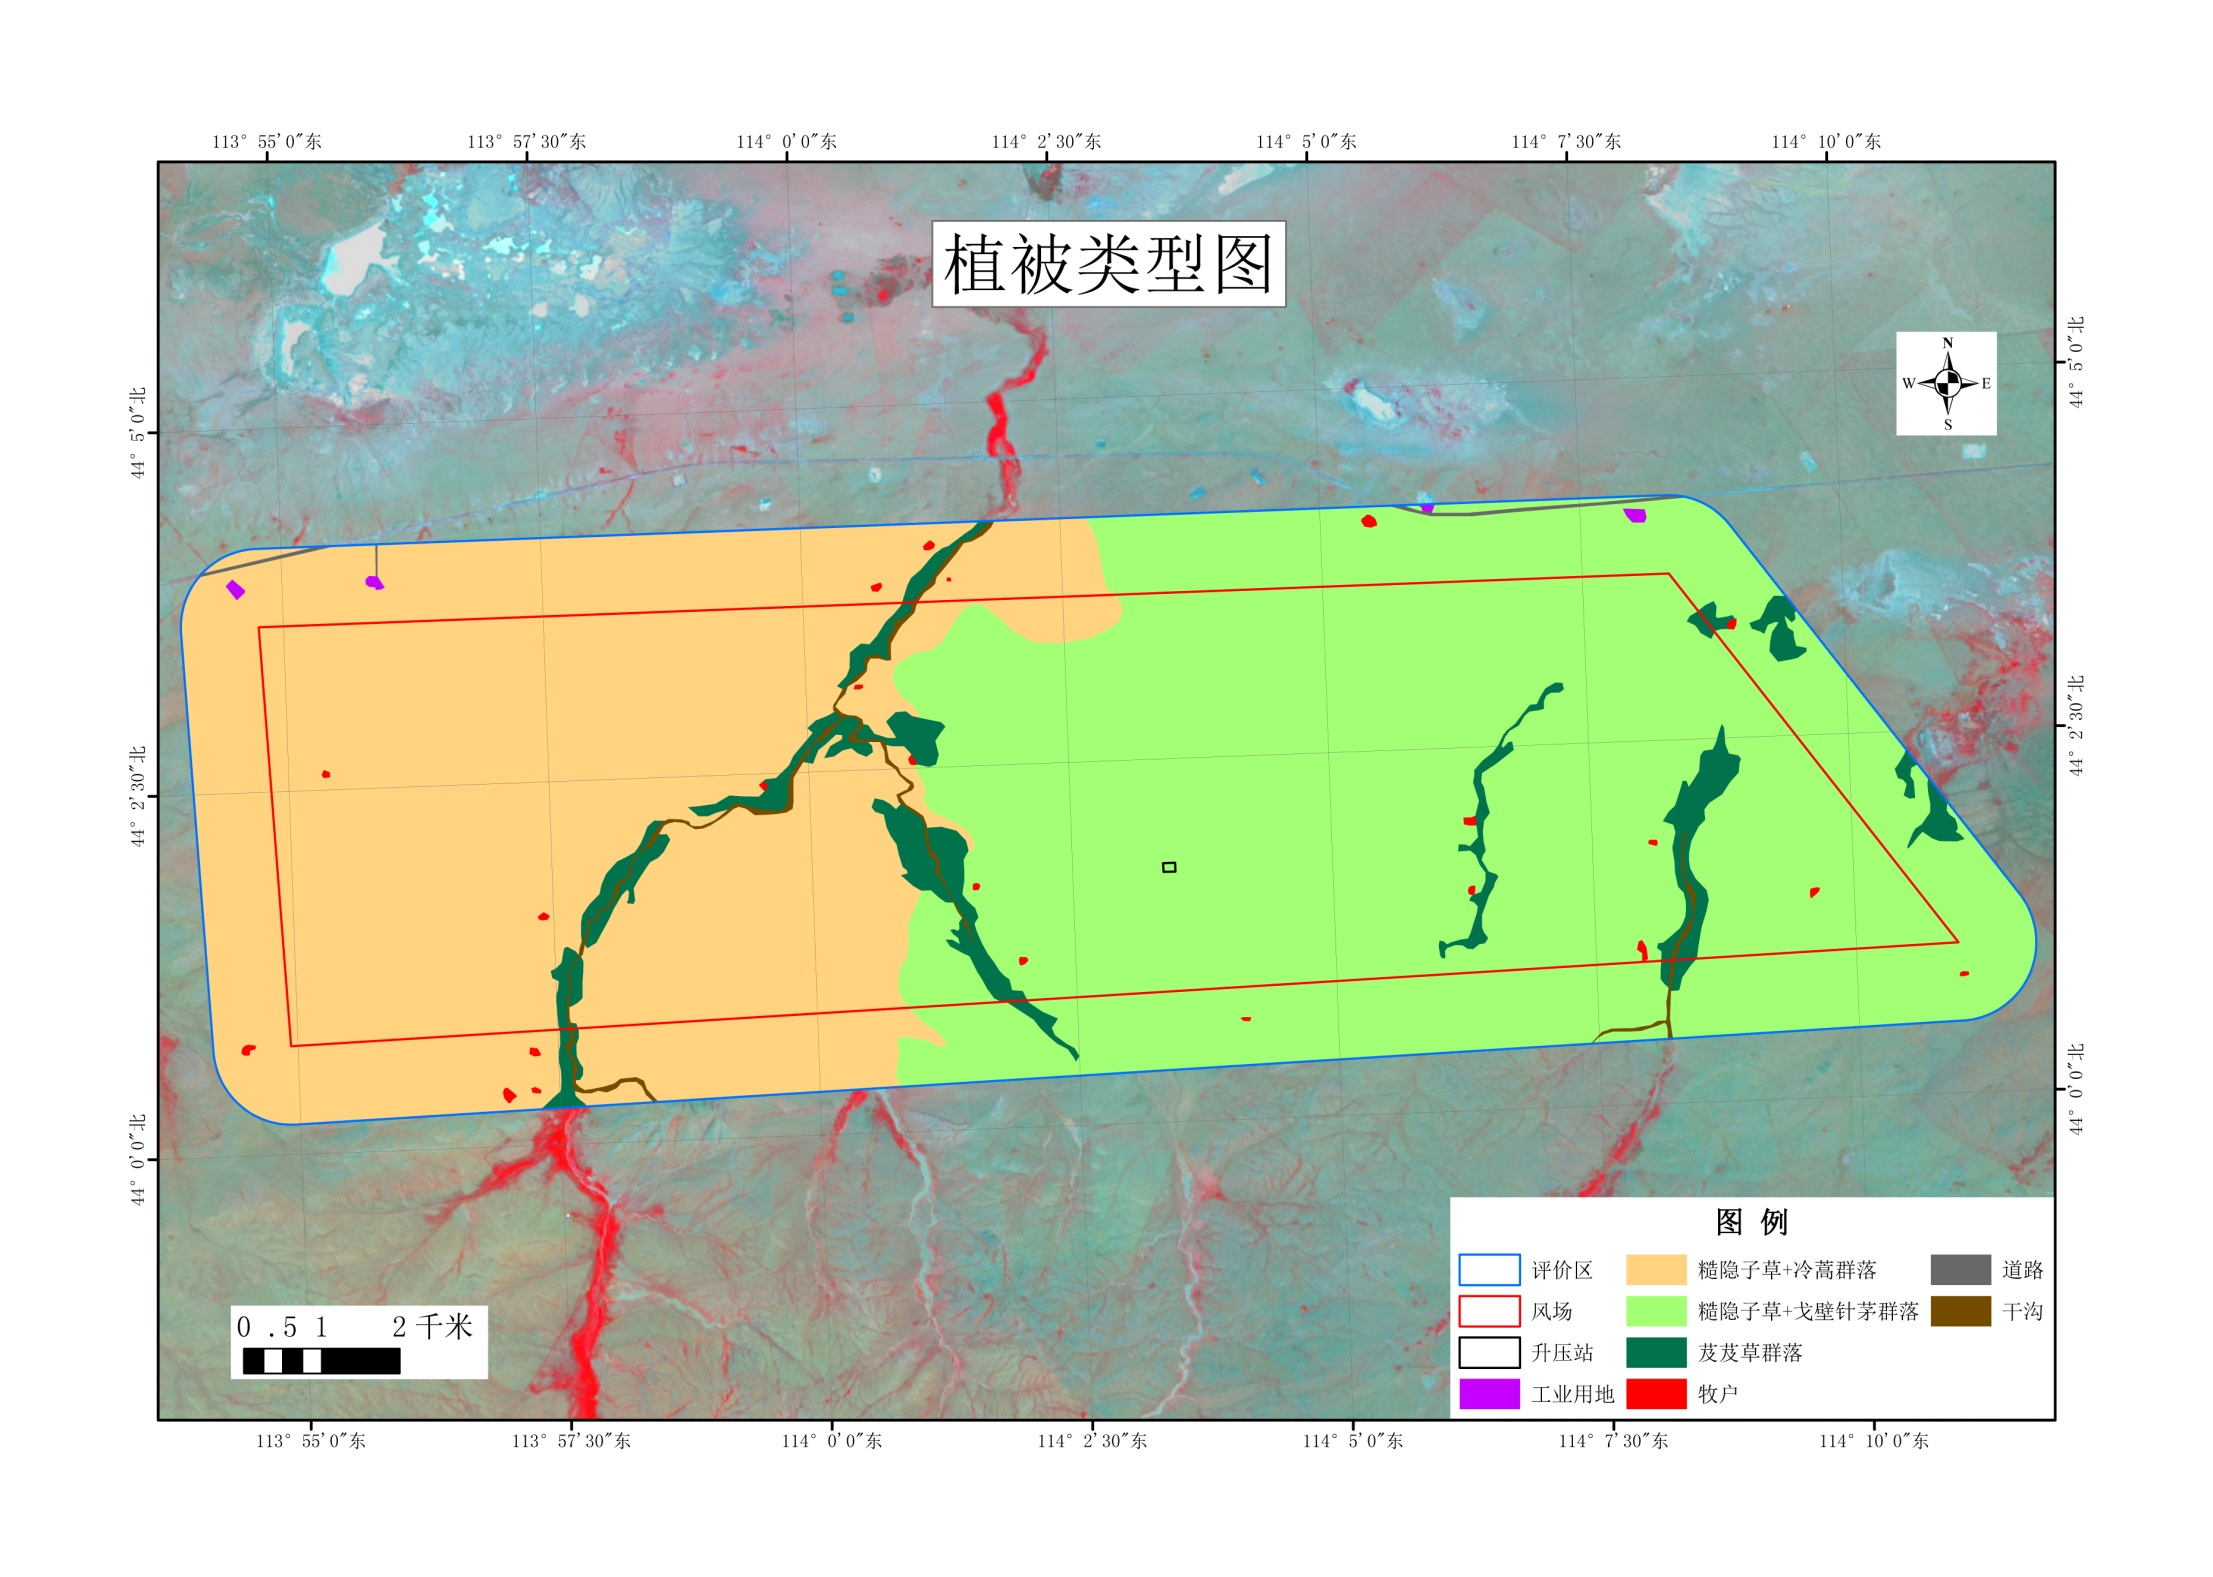 113° 55'0"东 113° 57'30"东 114° 0'0"东 114° 2'30"东 114° 5'0"东 114° 7'30"东 114° 10'0"东
植被类型图
N
W E
S
44° 5'0"北
44° 2'30"北
44° 0'0"北
44° 5'0"北
44° 2'30"北
44° 0'0"北
0 .5 1 2千米
图 例
评价区 糙隐子草+冷蒿群落 道路
风场 糙隐子草+戈壁针茅群落 干沟
升压站 芨芨草群落
工业用地 牧户
113° 55'0"东 113° 57'30"东 114° 0'0"东 114° 2'30"东 114° 5'0"东 114° 7'30"东 114° 10'0"东